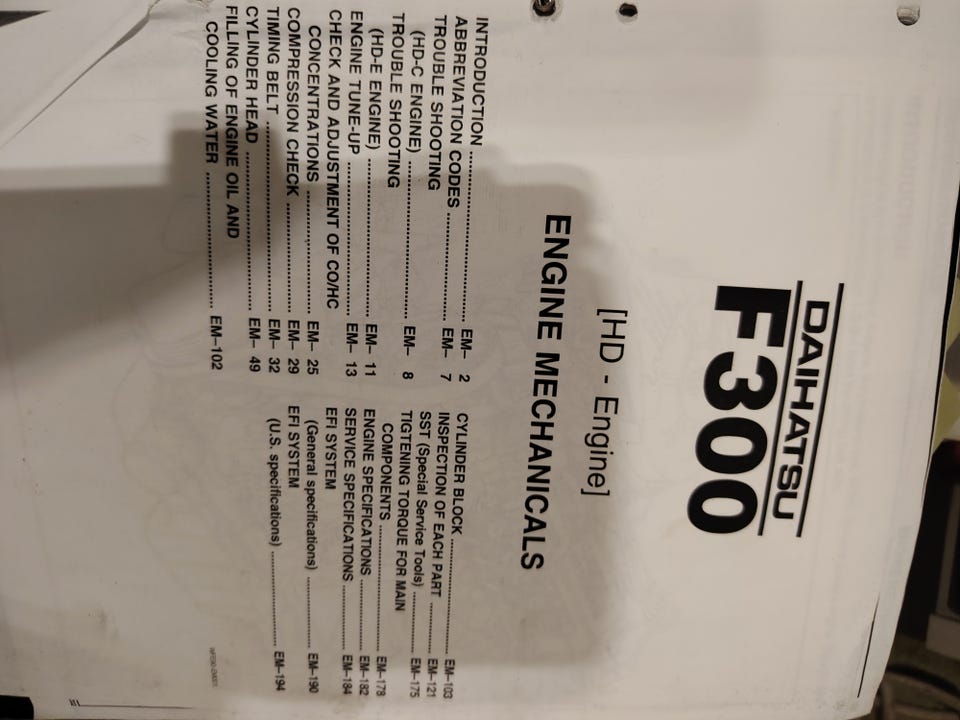 DAIHATSU
F300
[HD - Engine]
ENGINE MECHANICALS
INTRODUCTION ........ EM– 2
ABBREVIATION CODES ........ EM– 7
TROUBLE SHOOTING
(HD-C ENGINE) ........ EM– 8
TROUBLE SHOOTING
(HD-E ENGINE) ........ EM– 11
ENGINE TUNE-UP ........ EM– 13
CHECK AND ADJUSTMENT OF CO/HC
CONCENTRATIONS ........ EM– 25
COMPRESSION CHECK ........ EM– 29
TIMING BELT ........ EM– 32
CYLINDER HEAD ........ EM– 49
FILLING OF ENGINE OIL AND
COOLING WATER ........ EM–102
CYLINDER BLOCK ........ EM–103
INSPECTION OF EACH PART ........ EM–121
SST (Special Service Tools) ........ EM–175
TIGTENING TORQUE FOR MAIN
COMPONENTS ........ EM–178
ENGINE SPECIFICATIONS ........ EM–182
SERVICE SPECIFICATIONS ........ EM–184
EFI SYSTEM
(General specifications) ........ EM–190
EFI SYSTEM
(U.S. specifications) ........ EM–194